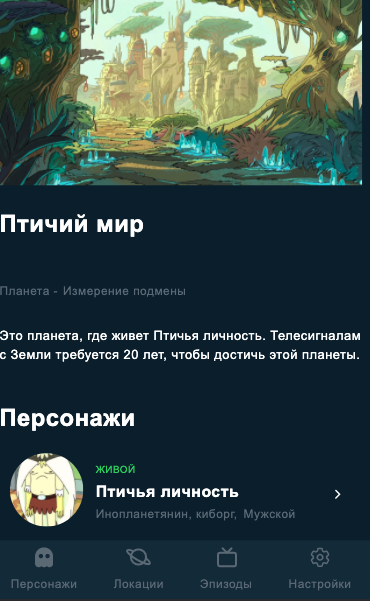 Птичий мир
Планета - Измерение подмены
Это планета, где живет Птичья личность. Телесигналам
с Земли требуется 20 лет, чтобы достичь этой планеты.
Персонажи
ЖИВОЙ
Птичья личность
Инопланетянин, киборг, Мужской
Персонажи Локации Эпизоды Настройки